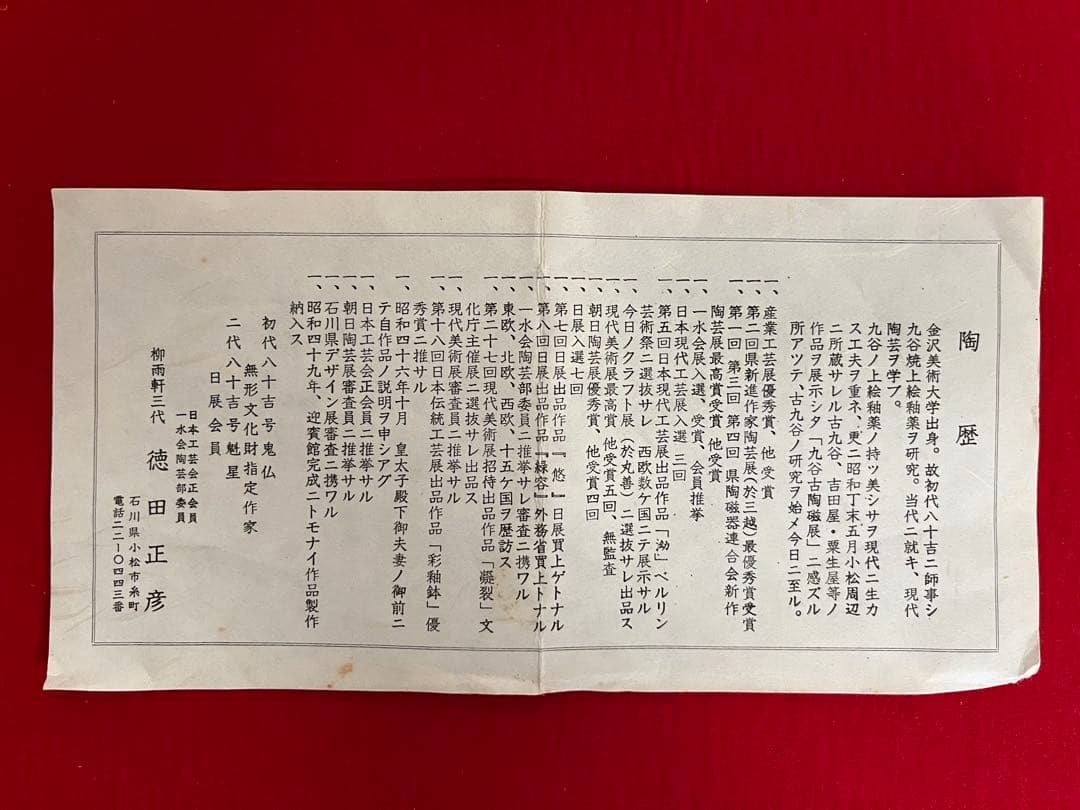 陶歴
金沢美術大学出身。故初代八十吉ニ師事シ
九谷焼上絵釉薬ヲ研究。当代ニ就キ、現代
陶芸ヲ学ブ。
九谷ノ上絵釉薬ノ持ツ美シサヲ現代ニ生カ
ス工夫ヲ重ネ、更ニ昭和丁末五月小松周辺
ニ所蔵サレル古九谷、吉田屋・粟生屋等ノ
作品ヲ展示シタ「九谷古陶磁展」ニ感ズル
所アツテ、古九谷ノ研究ヲ始メ今日ニ至ル。
一、産業工芸展優秀賞、他受賞
一、第二回県新進作家陶芸展(於三越)最優秀賞受賞
一、第一回 第三回 第四回 県陶磁器連合会新作
陶芸展最高賞受賞 他受賞
一、一水会展入選、受賞、会員推挙
一、日本現代工芸展入選 三回
一、第五回日本現代工芸展出品作品「泑」ベルリン
芸術祭ニ選抜サレ 西欧数ケ国ニテ展示サル
一、今日ノクラフト展(於丸善)ニ選抜サレ出品ス
一、現代美術展最高賞 他受賞五回、無監査
一、朝日陶芸展優秀賞、他受賞四回
一、日展入選七回
一、第七回日展出品作品『悠』日展買上ゲトナル
一、第八回日展出品作品『緑容』外務省買上トナル
一、一水会陶芸部委員ニ推挙サレ審査ニ携ワル
一、東欧、北欧、西欧、十五ケ国ヲ歴訪ス
一、第二十七回現代美術展招待出品作品「凝裂」文
化庁主催展ニ選抜サレ出品ス
一、現代美術展審査員ニ推挙サル
一、第十八回日本伝統工芸展出品作品「彩釉鉢」優
秀賞ニ推サル
一、昭和四十六年十月 皇太子殿下御夫妻ノ御前ニ
テ自作品ノ説明ヲ申シアグ
一、日本工芸会正会員ニ推挙サル
一、朝日陶芸展審査員ニ推挙サル
一、石川県デザイン展審査ニ携ワル
一、昭和四十九年、迎賓館完成ニトモナイ作品製作
納入ス
初代八十吉号鬼仏
無形文化財指定作家
二代八十吉号魁星
日展会員
日本工芸会正会員
一水会陶芸部委員
柳雨軒三代 徳田正彦
石川県小松市糸町
電話二二-〇四四三番